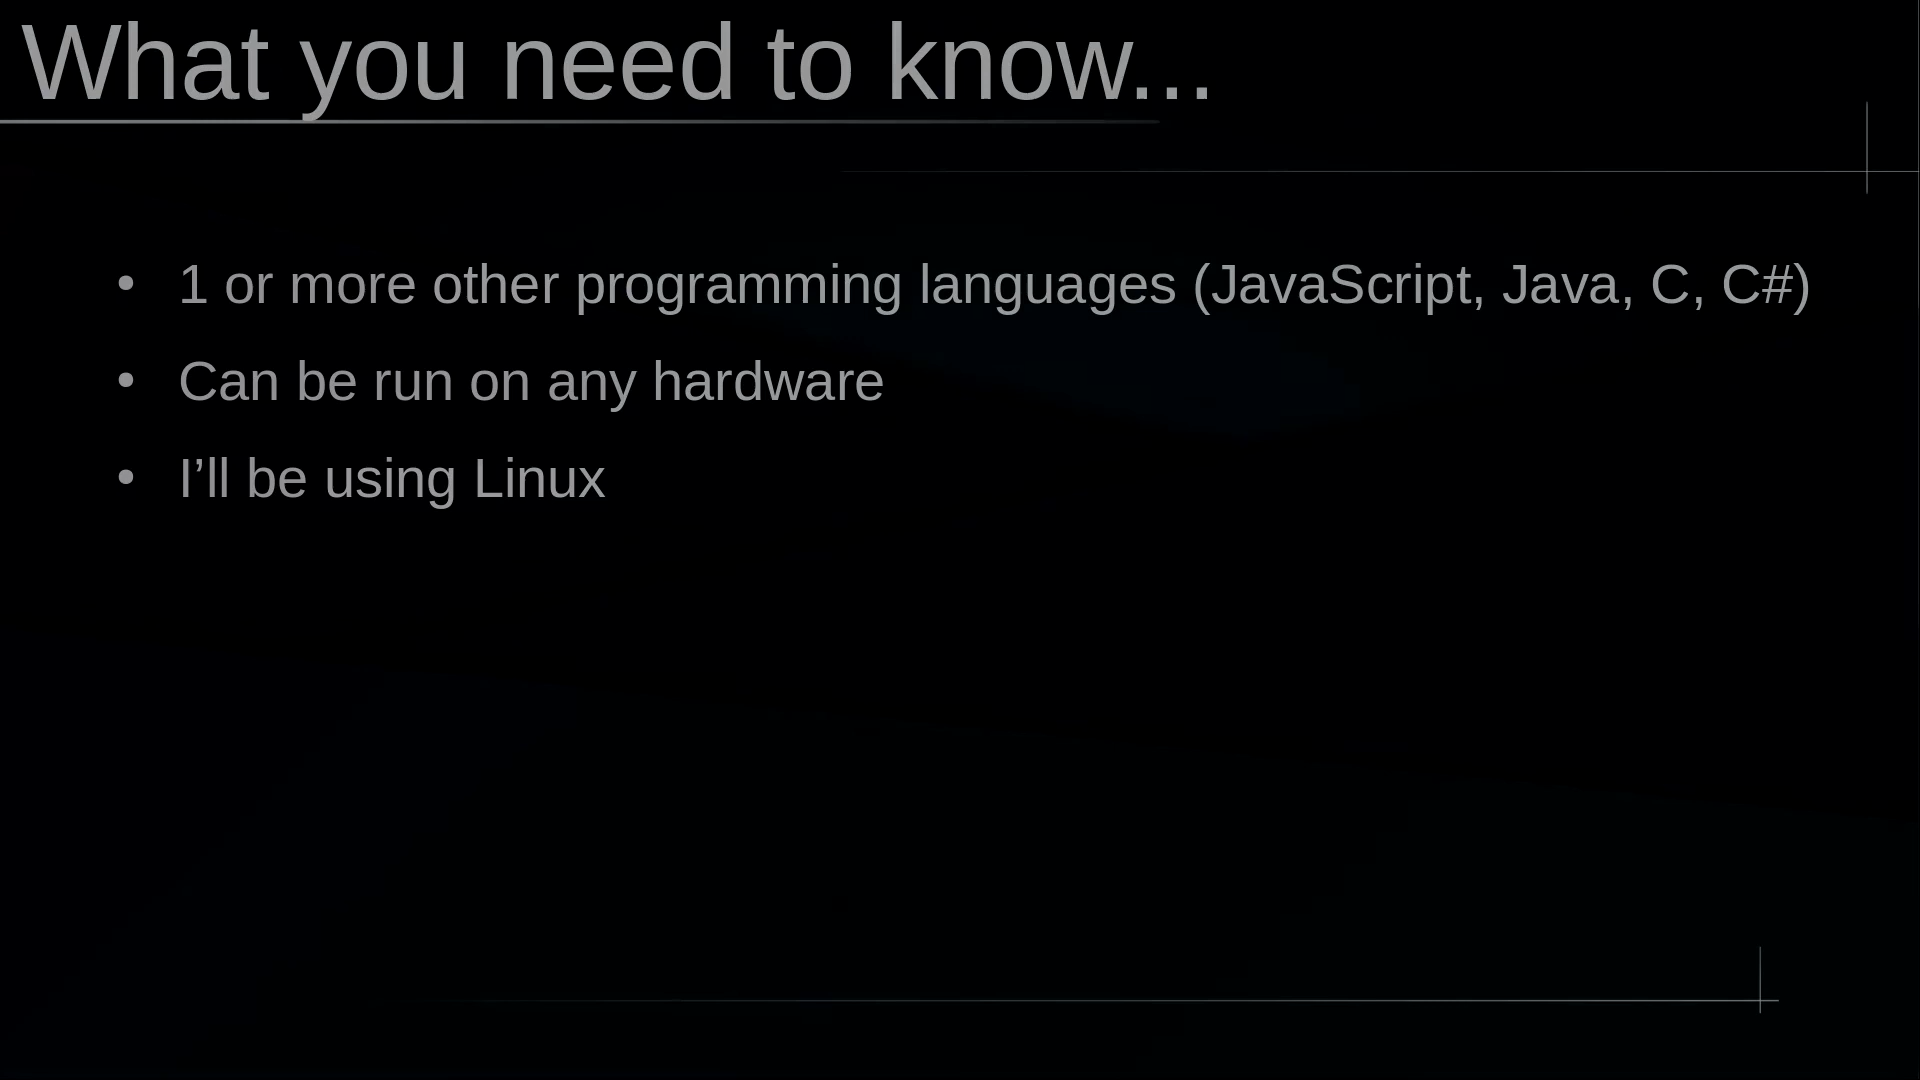 What you need to know...
• 1 or more other programming languages (JavaScript, Java, C, C#)
• Can be run on any hardware
• I’ll be using Linux